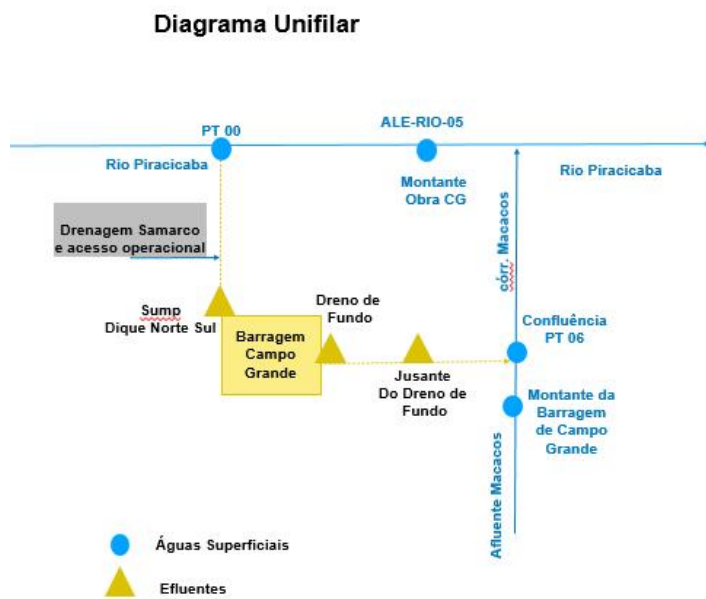 Diagrama Unifilar
PT 00
ALE-RIO-05
Rio Piracicaba
Montante
Obra CG
Rio Piracicaba
Drenagem Samarco
e acesso operacional
córr. Macacos
Sump
Dique Norte Sul
Dreno de
Fundo
Barragem
Campo
Grande
Confluência
PT 06
Jusante
Do Dreno de
Fundo
Montante da
Barragem
de Campo
Grande
Afluente Macacos
Águas Superficiais
Efluentes